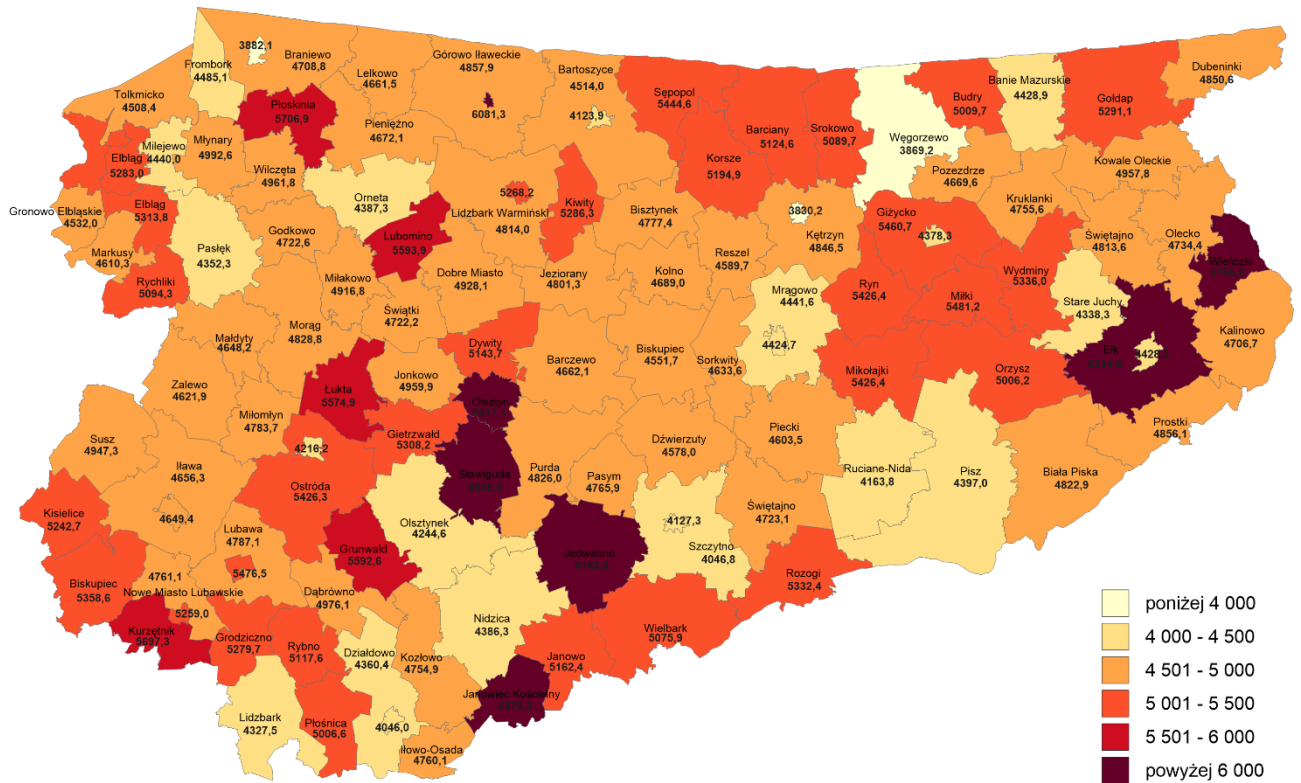 3882,1
Braniewo
4708,8
Frombork
4485,1
Lelkowo
4661,5
Górowo Iławeckie
4857,9
6081,3
Bartoszyce
4514,0
4123,9
Sępopol
5444,6
Barciany
5124,6
Srokowo
5089,7
Węgorzewo
3869,2
Budry
5009,7
Banie Mazurskie
4428,9
Gołdap
5291,1
Dubeninki
4850,6
Tolkmicko
4508,4
Płoskinia
5706,9
Pieniężno
4672,1
Młynary
4992,6
Milejewo
4440,0
Elbląg
5283,0
Wilczęta
4961,8
Orneta
4387,3
5268,2
Lidzbark Warmiński
4814,0
Kiwity
5286,3
Korsze
5194,9
Bisztynek
4777,4
3830,2
Kętrzyn
4846,5
Giżycko
5460,7
4378,3
Pozezdrze
4669,6
Kruklanki
4755,6
Kowale Oleckie
4957,8
Świętajno
4813,6
Olecko
4734,4
Wieliczki
Gronowo Elbląskie
4532,0
Elbląg
5313,8
Markusy
4610,3
Rychliki
5094,3
Pasłęk
4352,3
Godkowo
4722,6
Lubomino
5593,9
Miłakowo
4916,8
Dobre Miasto
4928,1
Jeziorany
4801,3
Kolno
4689,0
Reszel
4589,7
Mrągowo
4441,6
4424,7
Ryn
5426,4
Miłki
5481,2
Wydminy
5336,0
Stare Juchy
4338,3
Ełk
Kalinowo
4706,7
Małdyty
4648,2
Morąg
4828,8
Świątki
4722,2
Dywity
5143,7
Barczewo
4662,1
Biskupiec
4551,7
Sorkwity
4633,6
Mikołajki
5426,4
Orzysz
5006,2
Zalewo
4621,9
Łukta
5574,9
Jonkowo
4959,9
Olsztyn
Miłomłyn
4783,7
4216,2
Gietrzwałd
5308,2
Susz
4947,3
Iława
4656,3
4649,4
Ostróda
5426,3
Stawiguda
Purda
4826,0
Pasym
4765,9
Dźwierzuty
4578,0
Piecki
4603,5
Ruciane-Nida
4163,8
Pisz
4397,0
Biała Piska
4822,9
Prostki
4856,1
Kisielice
5242,7
Lubawa
4787,1
5476,5
Olsztynek
4244,6
Grunwald
5592,6
Jedwabno
4127,3
Szczytno
4046,8
Świętajno
4723,1
Rozogi
5332,4
Biskupiec
5358,6
4761,1
Nowe Miasto Lubawskie
5259,0
Kurzętnik
5697,3
Grodziczno
5279,7
Rybno
5117,6
Dąbrówno
4976,1
Działdowo
4360,4
Kozłowo
4754,9
Nidzica
4386,3
Janowo
5162,4
Wielbark
5075,9
Janowiec Kościelny
Lidzbark
4327,5
Płośnica
5006,6
4046,0
Iłowo-Osada
4760,1
poniżej 4 000
4 000 - 4 500
4 501 - 5 000
5 001 - 5 500
5 501 - 6 000
powyżej 6 000